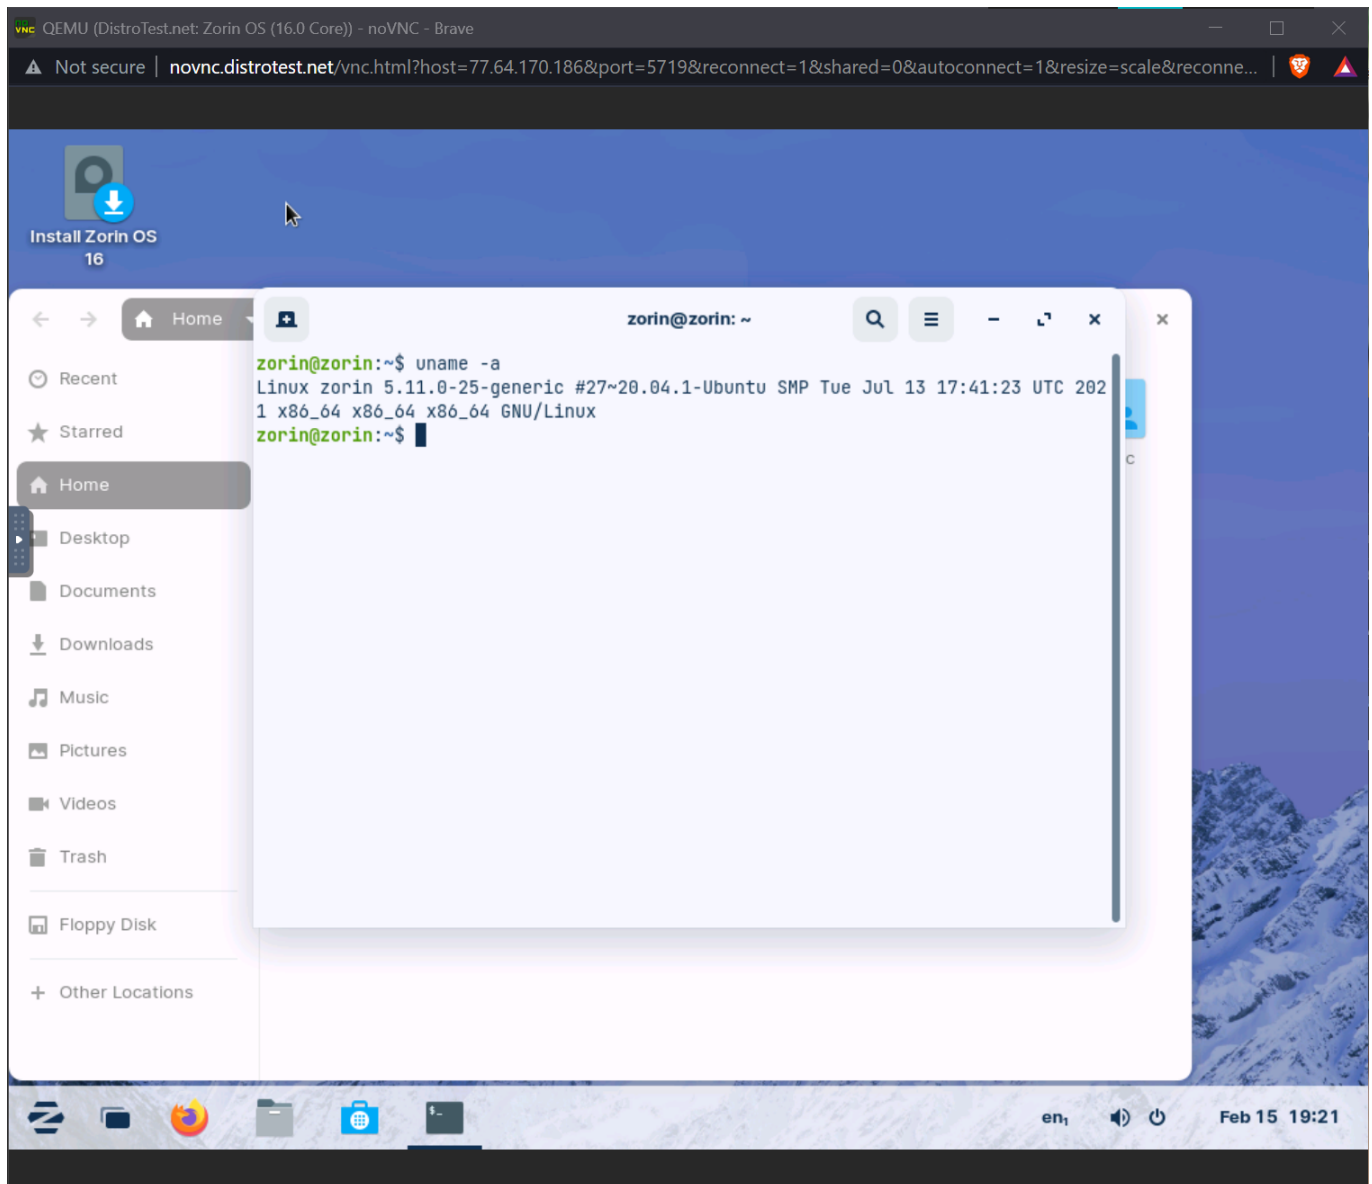 QEMU (DistroTest.net: Zorin OS (16.0 Core)) - noVNC - Brave
Not secure | novnc.distrotest.net/vnc.html?host=77.64.170.186&port=5719&reconnect=1&shared=0&autoconnect=1&resize=scale&reconne...
Install Zorin OS
16
Home
zorin@zorin: ~
Recent
Starred
Home
Desktop
Documents
Downloads
Music
Pictures
Videos
Trash
Floppy Disk
Other Locations
zorin@zorin:~$ uname -a
Linux zorin 5.11.0-25-generic #27~20.04.1-Ubuntu SMP Tue Jul 13 17:41:23 UTC 202
1 x86_64 x86_64 x86_64 GNU/Linux
zorin@zorin:~$
c
$_
en₁
Feb 15 19:21